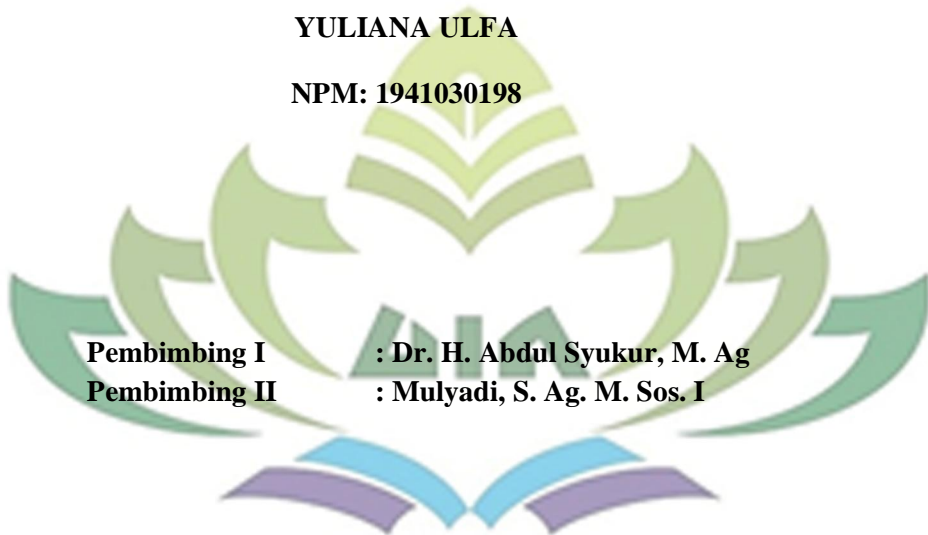 YULIANA ULFA
NPM: 1941030198
Pembimbing I : Dr. H. Abdul Syukur, M. Ag
Pembimbing II : Mulyadi, S. Ag. M. Sos. I